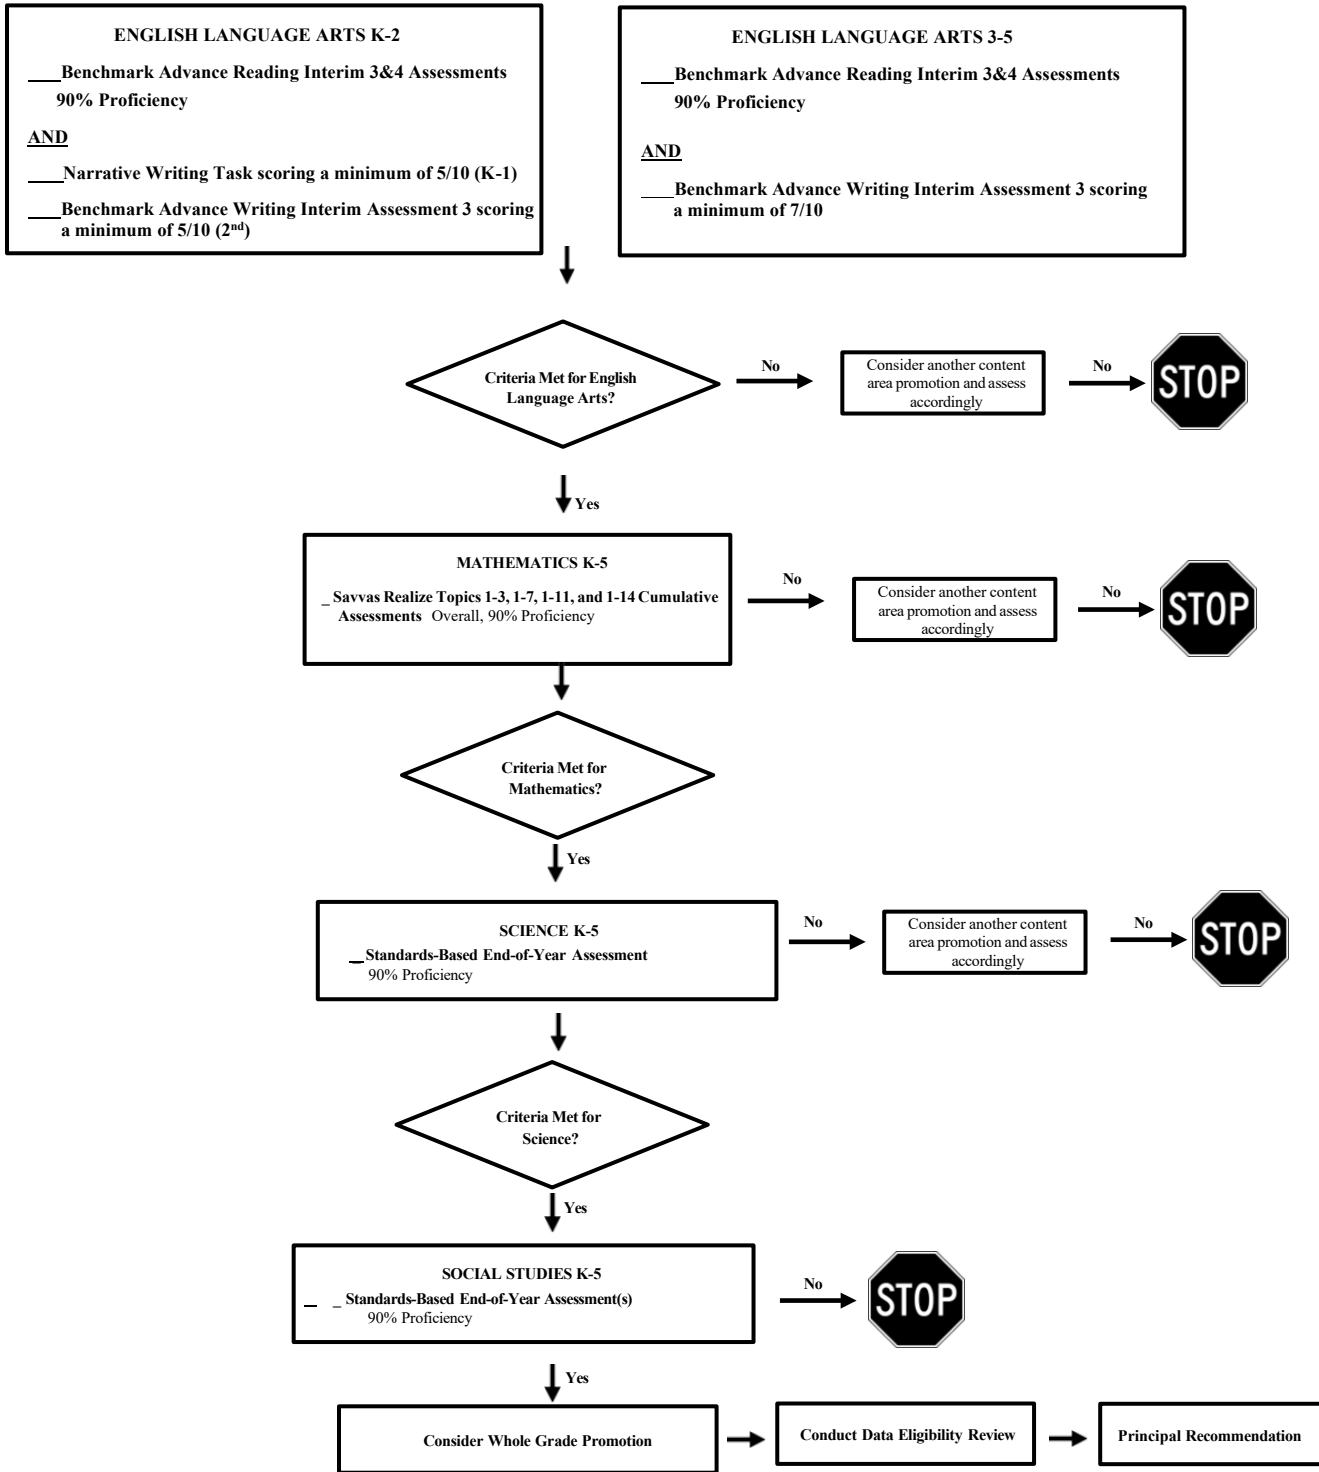 ENGLISH LANGUAGE ARTS K-2
___Benchmark Advance Reading Interim 3&4 Assessments
90% Proficiency
AND
___Narrative Writing Task scoring a minimum of 5/10 (K-1)
___Benchmark Advance Writing Interim Assessment 3 scoring
a minimum of 5/10 (2nd)
ENGLISH LANGUAGE ARTS 3-5
___Benchmark Advance Reading Interim 3&4 Assessments
90% Proficiency
AND
___Benchmark Advance Writing Interim Assessment 3 scoring
a minimum of 7/10
Criteria Met for English
Language Arts?
No
Consider another content
area promotion and assess
accordingly
No
STOP
Yes
MATHEMATICS K-5
_ Savvas Realize Topics 1-3, 1-7, 1-11, and 1-14 Cumulative
Assessments Overall, 90% Proficiency
No
Consider another content
area promotion and assess
accordingly
No
STOP
Criteria Met for
Mathematics?
Yes
SCIENCE K-5
_ Standards-Based End-of-Year Assessment
90% Proficiency
No
Consider another content
area promotion and assess
accordingly
No
STOP
Criteria Met for
Science?
Yes
SOCIAL STUDIES K-5
_ _ Standards-Based End-of-Year Assessment(s)
90% Proficiency
No
STOP
Yes
Consider Whole Grade Promotion
Conduct Data Eligibility Review
Principal Recommendation